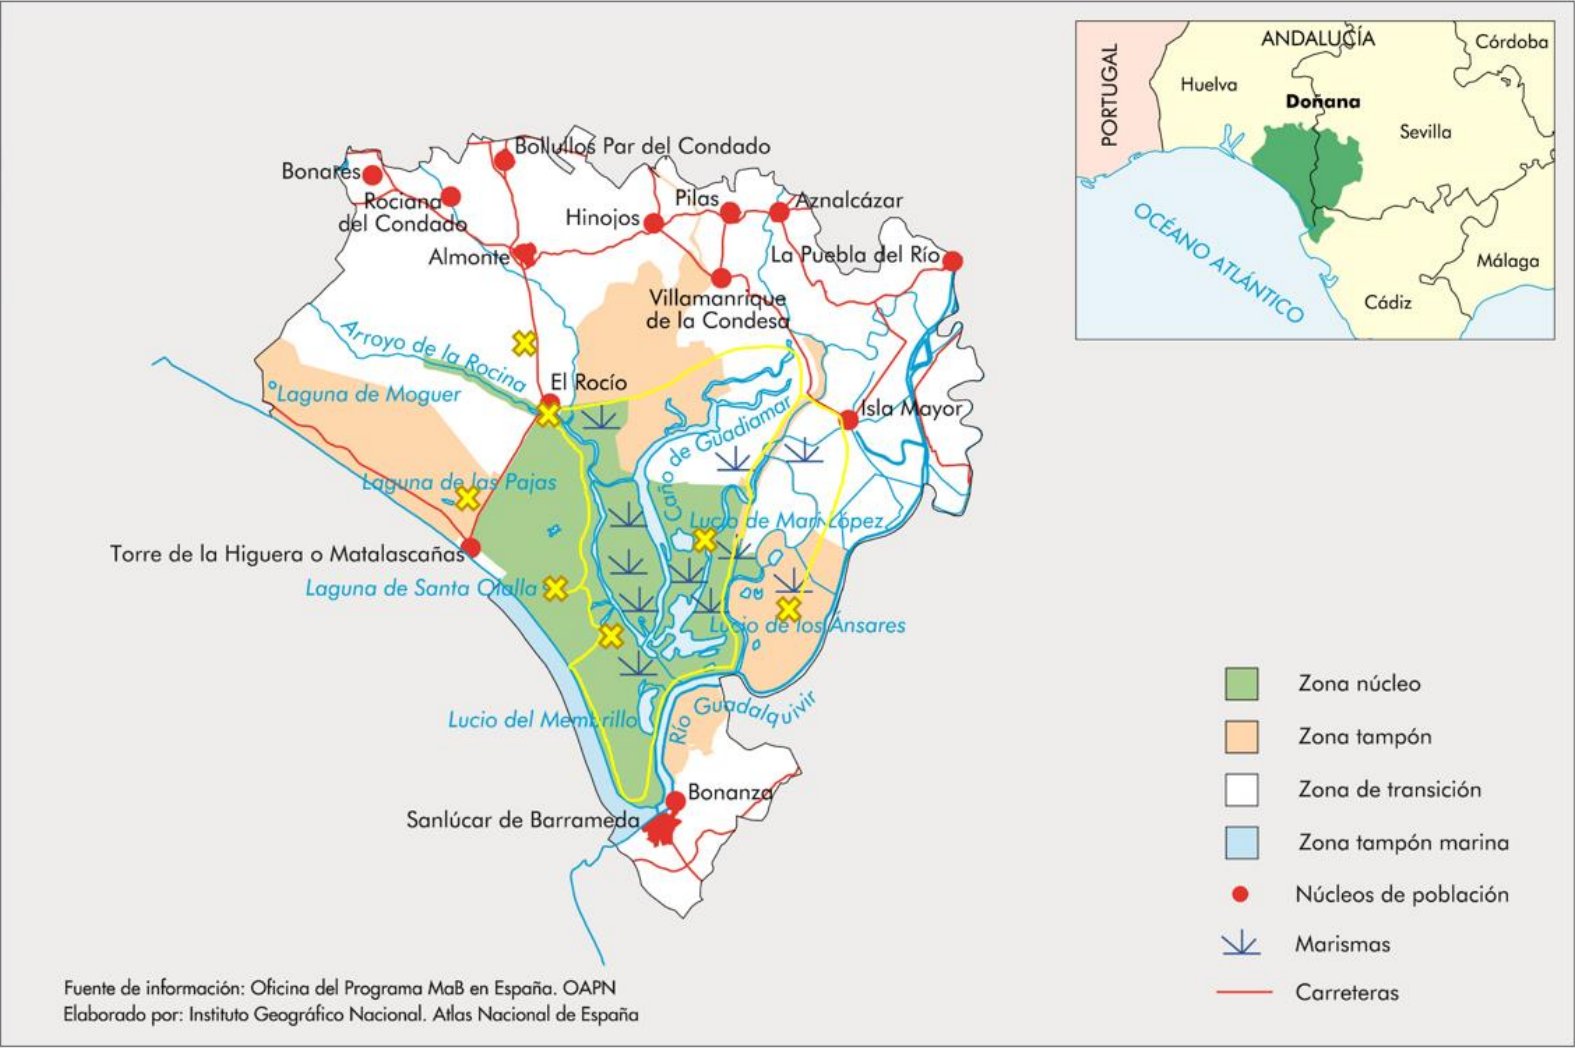 PORTUGAL
ANDALUCÍA
Córdoba
Huelva
Doñana
Sevilla
OCÉANO ATLÁNTICO
Málaga
Cádiz
Bollullos Par del Condado
Bonares
Rociana
del Condado
Pilas
Aznalcázar
Hinojos
Almonte
La Puebla del Río
Villamanrique
de la Condesa
Arroyo de la Rocina
El Rocío
Laguna de Moguer
Isla Mayor
Caño de Guadiamar
Laguna de las Pajas
Lucio de Mari López
Torre de la Higuera o Matalascañas
Laguna de Santa Olalla
Lucio de los Ánsares
Lucio del Membrillo
Río Guadalquivir
Bonanza
Sanlúcar de Barrameda
Zona núcleo
Zona tampón
Zona de transición
Zona tampón marina
Núcleos de población
Marismas
Carreteras
Fuente de información: Oficina del Programa MaB en España. OAPN
Elaborado por: Instituto Geográfico Nacional. Atlas Nacional de España